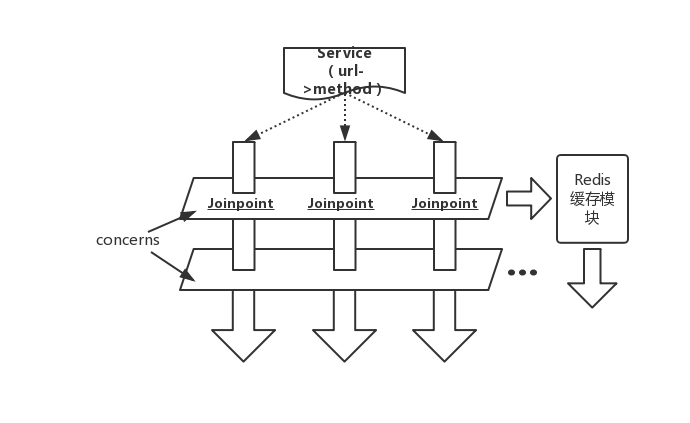 Service
( url-
>method )
Redis
缓存模
块
Joinpoint Joinpoint Joinpoint
concerns